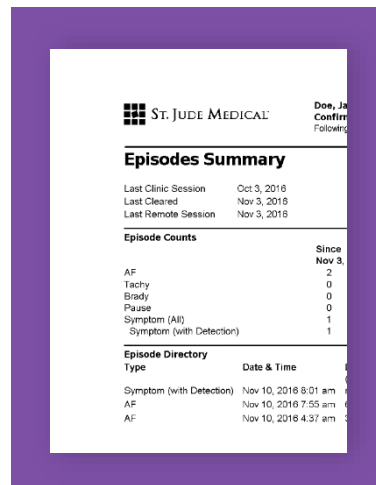 ST. JUDE MEDICAL
Doe, Ja
Confirm
Following
Episodes Summary
Last Clinic Session Oct 3, 2016
Last Cleared Nov 3, 2016
Last Remote Session Nov 3, 2016
Episode Counts
Since
Nov 3,
AF 2
Tachy 0
Brady 0
Pause 0
Symptom (All) 1
Symptom (with Detection) 1
Episode Directory
Type Date & Time
Symptom (with Detection) Nov 10, 2016 8:01 am
AF Nov 10, 2016 7:55 am
AF Nov 10, 2016 4:37 am